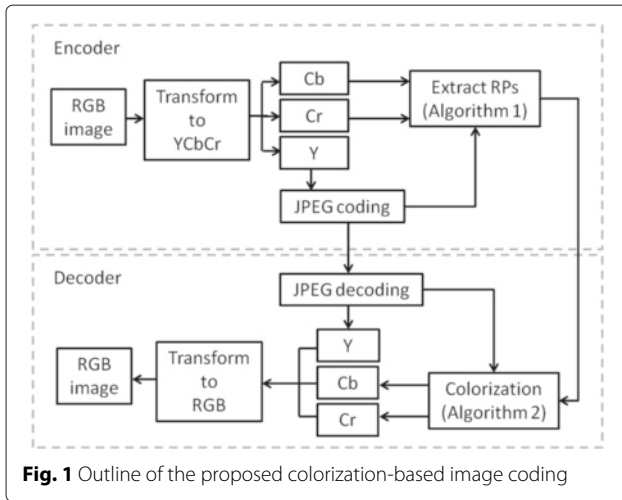 Encoder
RGB
image
Transform
to
YCbCr
Cb
Cr
Y
Extract RPs
(Algorithm 1)
JPEG coding
Decoder
JPEG decoding
Y
Cb
Cr
Transform
to
RGB
RGB
image
Colorization
(Algorithm 2)
Fig. 1 Outline of the proposed colorization-based image coding